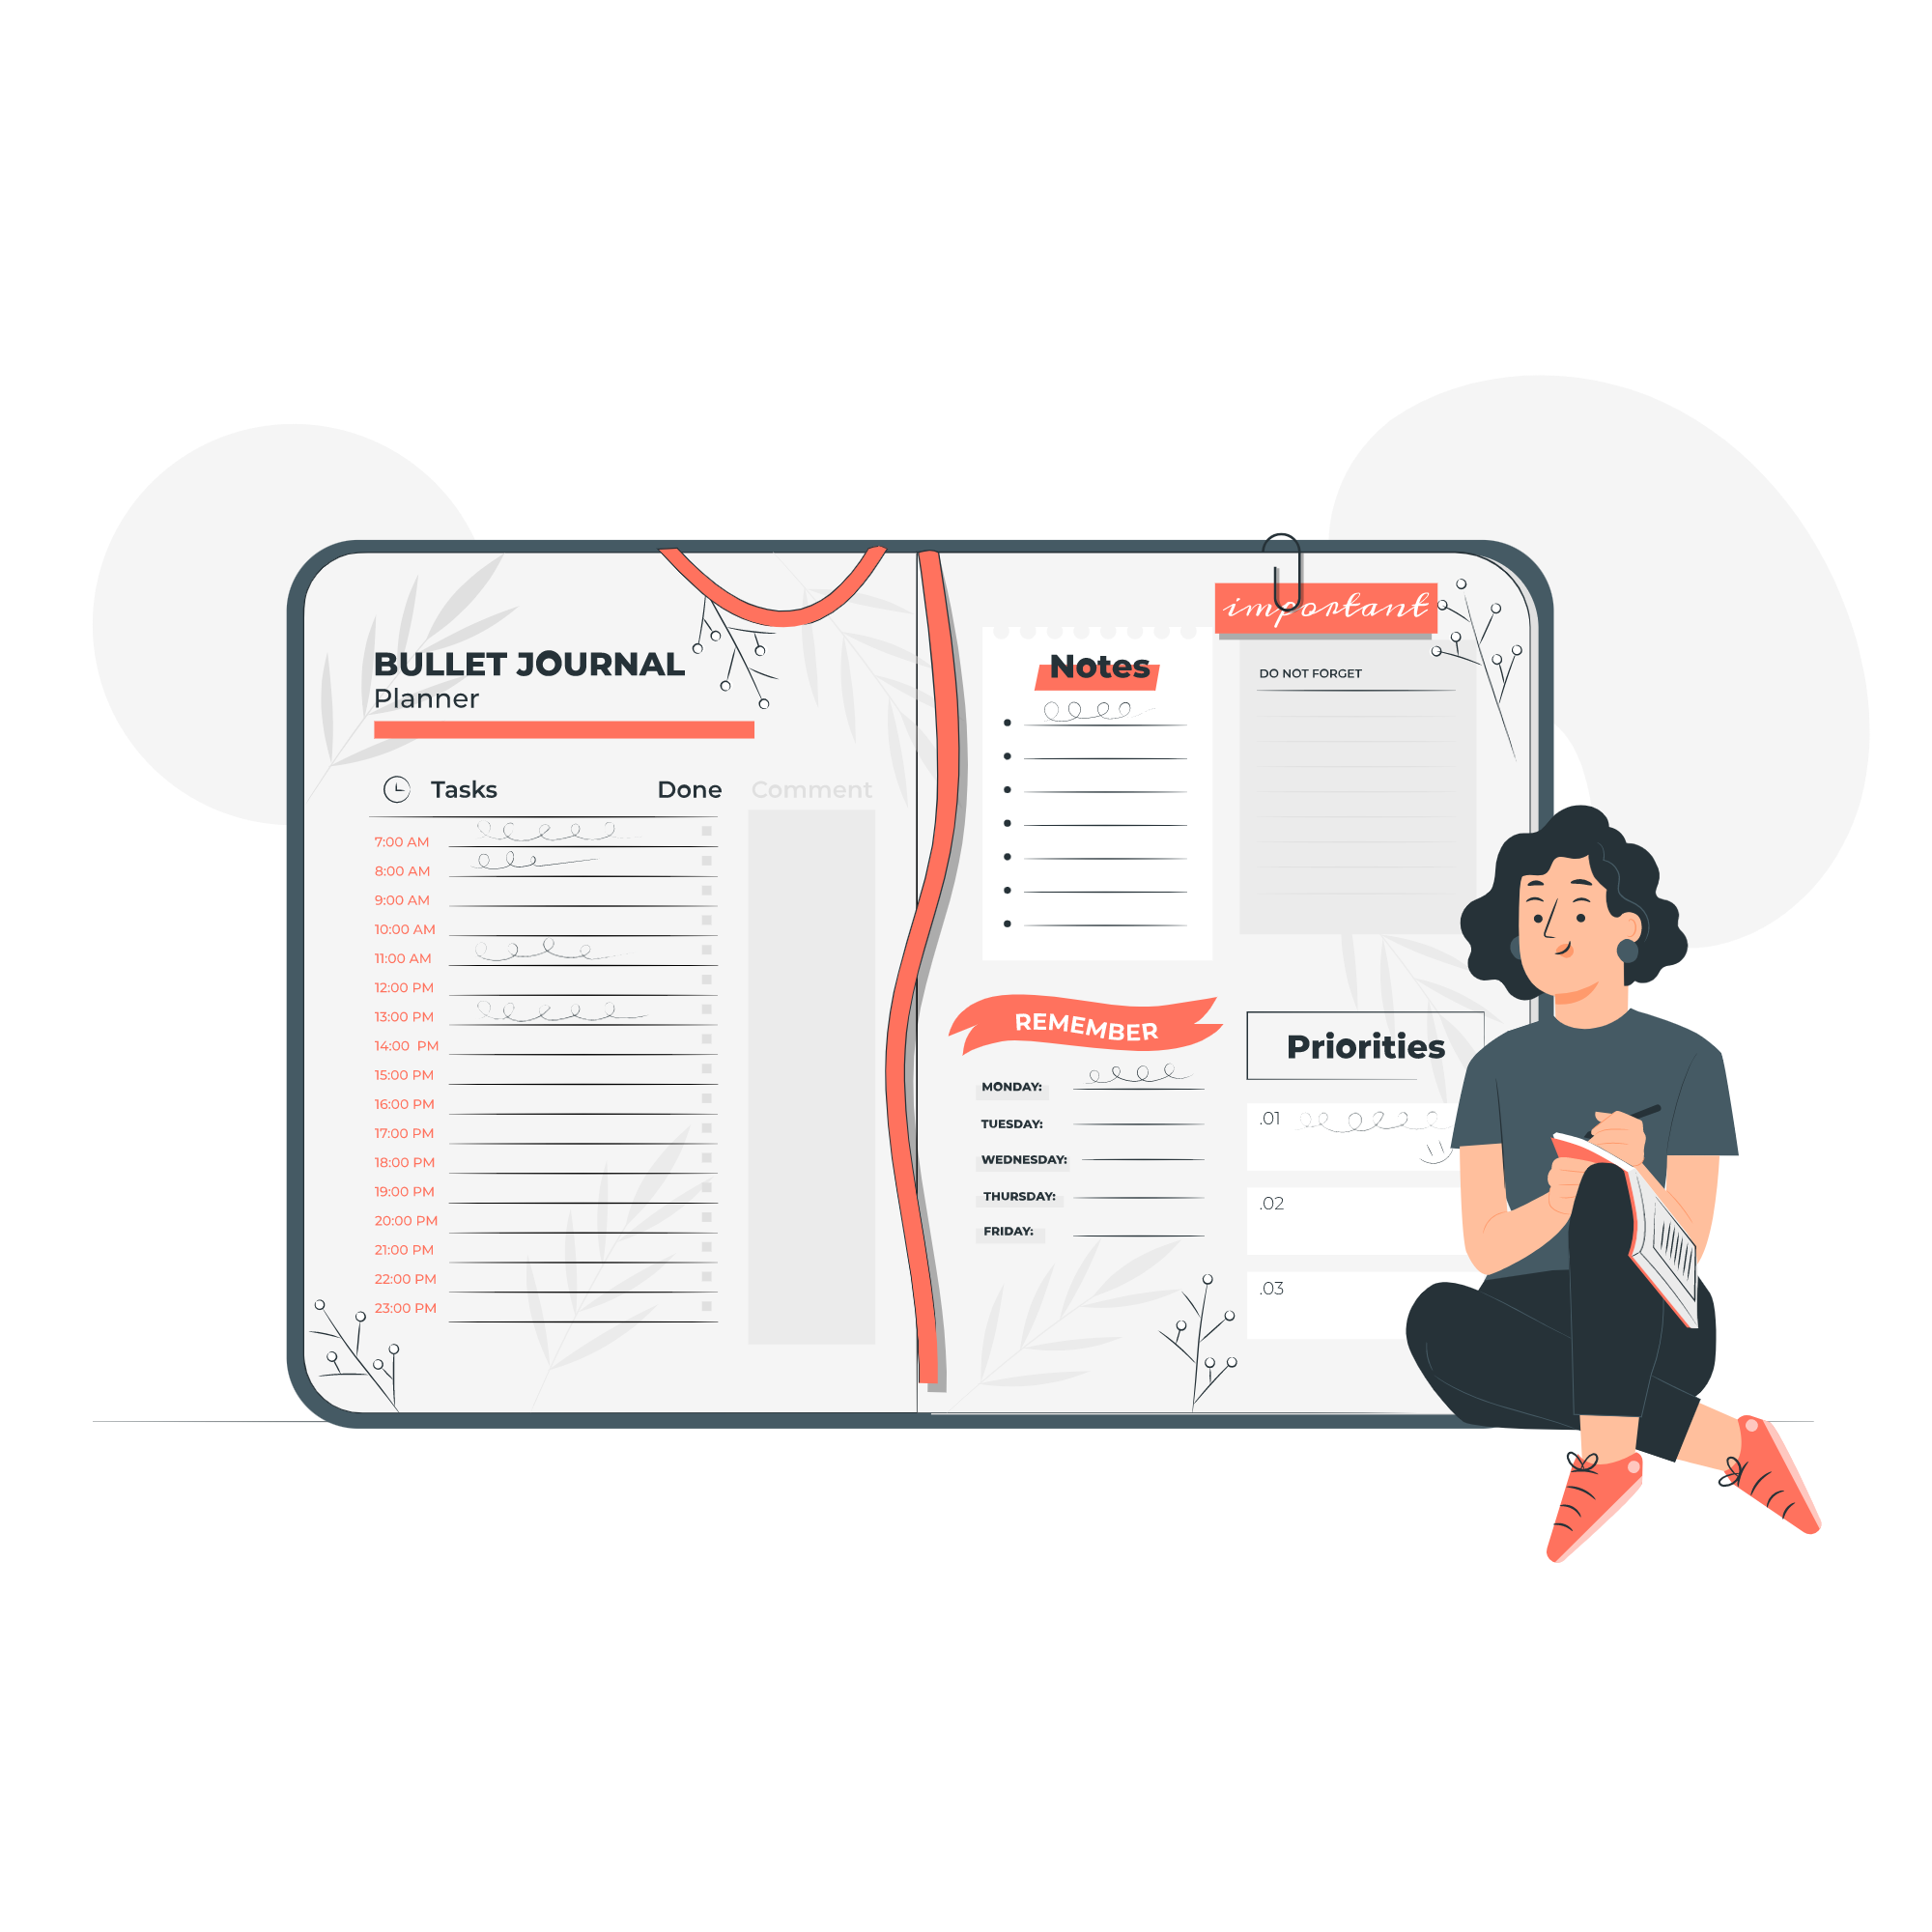 BULLET JOURNAL
Planner
Tasks Done Comment
7:00 AM
8:00 AM
9:00 AM
10:00 AM
11:00 AM
12:00 PM
13:00 PM
14:00 PM
15:00 PM
16:00 PM
17:00 PM
18:00 PM
19:00 PM
20:00 PM
21:00 PM
22:00 PM
23:00 PM
Notes
important
DO NOT FORGET
REMEMBER
MONDAY:
TUESDAY:
WEDNESDAY:
THURSDAY:
FRIDAY:
Priorities
.01
.02
.03